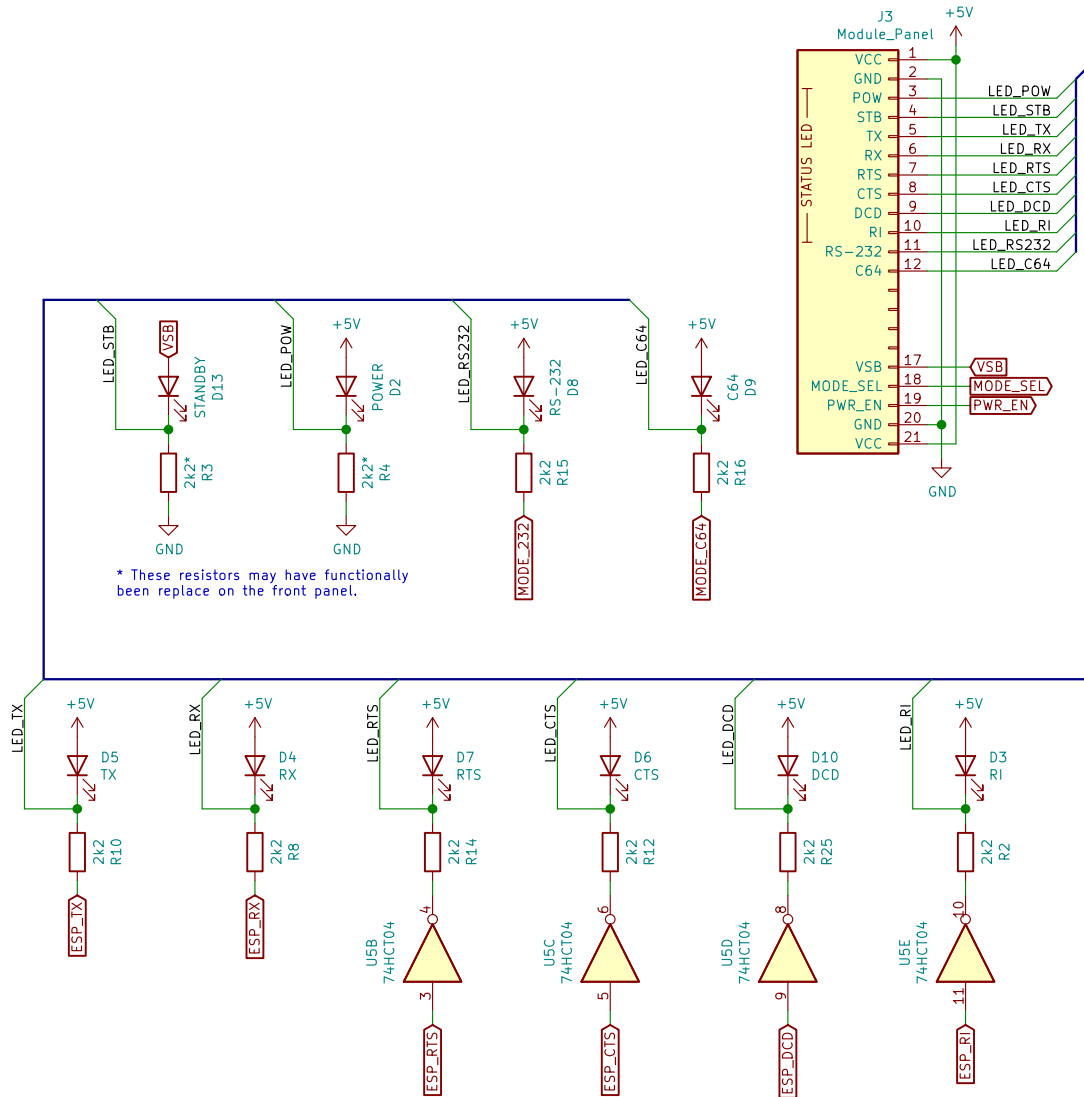 J3
Module_Panel
+5V
VCC 1
GND 2
POW 3 LED_POW
STB 4 LED_STB
TX 5 LED_TX
RX 6 LED_RX
RTS 7 LED_RTS
CTS 8 LED_CTS
DCD 9 LED_DCD
RI 10 LED_RI
RS-232 11 LED_RS232
C64 12 LED_C64
STATUS LED
VSB 17 VSB
MODE_SEL 18 MODE_SEL
PWR_EN 19 PWR_EN
GND 20
VCC 21
GND
LED_STB
VSB
STANDBY
D13
2k2*
R3
GND
LED_POW
+5V
POWER
D2
2k2*
R4
GND
LED_RS232
+5V
RS-232
D8
2k2
R15
MODE_232
LED_C64
+5V
C64
D9
2k2
R16
MODE_C64
* These resistors may have functionally
been replace on the front panel.
LED_TX
+5V
D5
TX
2k2
R10
ESP_TX
LED_RX
+5V
D4
RX
2k2
R8
ESP_RX
LED_RTS
+5V
D7
RTS
2k2
R14
4
U5B
74HCT04
3
ESP_RTS
LED_CTS
+5V
D6
CTS
2k2
R12
6
U5C
74HCT04
5
ESP_CTS
LED_DCD
+5V
D10
DCD
2k2
R25
8
U5D
74HCT04
9
ESP_DCD
LED_RI
+5V
D3
RI
2k2
R2
10
U5E
74HCT04
11
ESP_RI